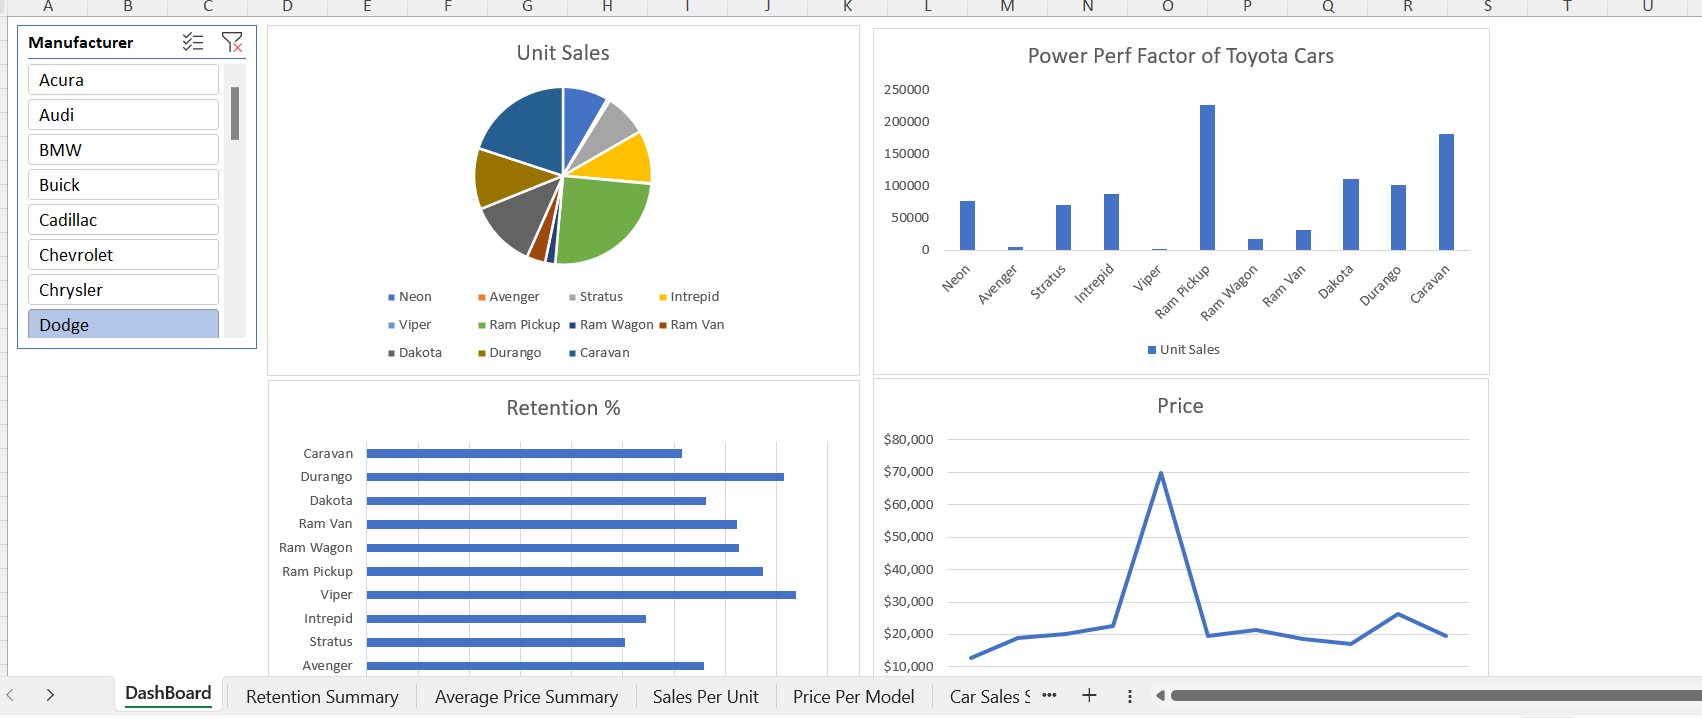 A B C D E F G H I J K L M N O P Q R S T U
Manufacturer
Acura
Audi
BMW
Buick
Cadillac
Chevrolet
Chrysler
Dodge
Unit Sales
Neon Avenger Stratus Intrepid
Viper Ram Pickup Ram Wagon Ram Van
Dakota Durango Caravan
Power Perf Factor of Toyota Cars
250000
200000
150000
100000
50000
0
Neon Avenger Stratus Intrepid Viper Ram Pickup Ram Wagon Ram Van Dakota Durango Caravan
Unit Sales
Retention %
Caravan
Durango
Dakota
Ram Van
Ram Wagon
Ram Pickup
Viper
Intrepid
Stratus
Avenger
Price
$80,000
$70,000
$60,000
$50,000
$40,000
$30,000
$20,000
$10,000
DashBoard Retention Summary Average Price Summary Sales Per Unit Price Per Model Car Sales S